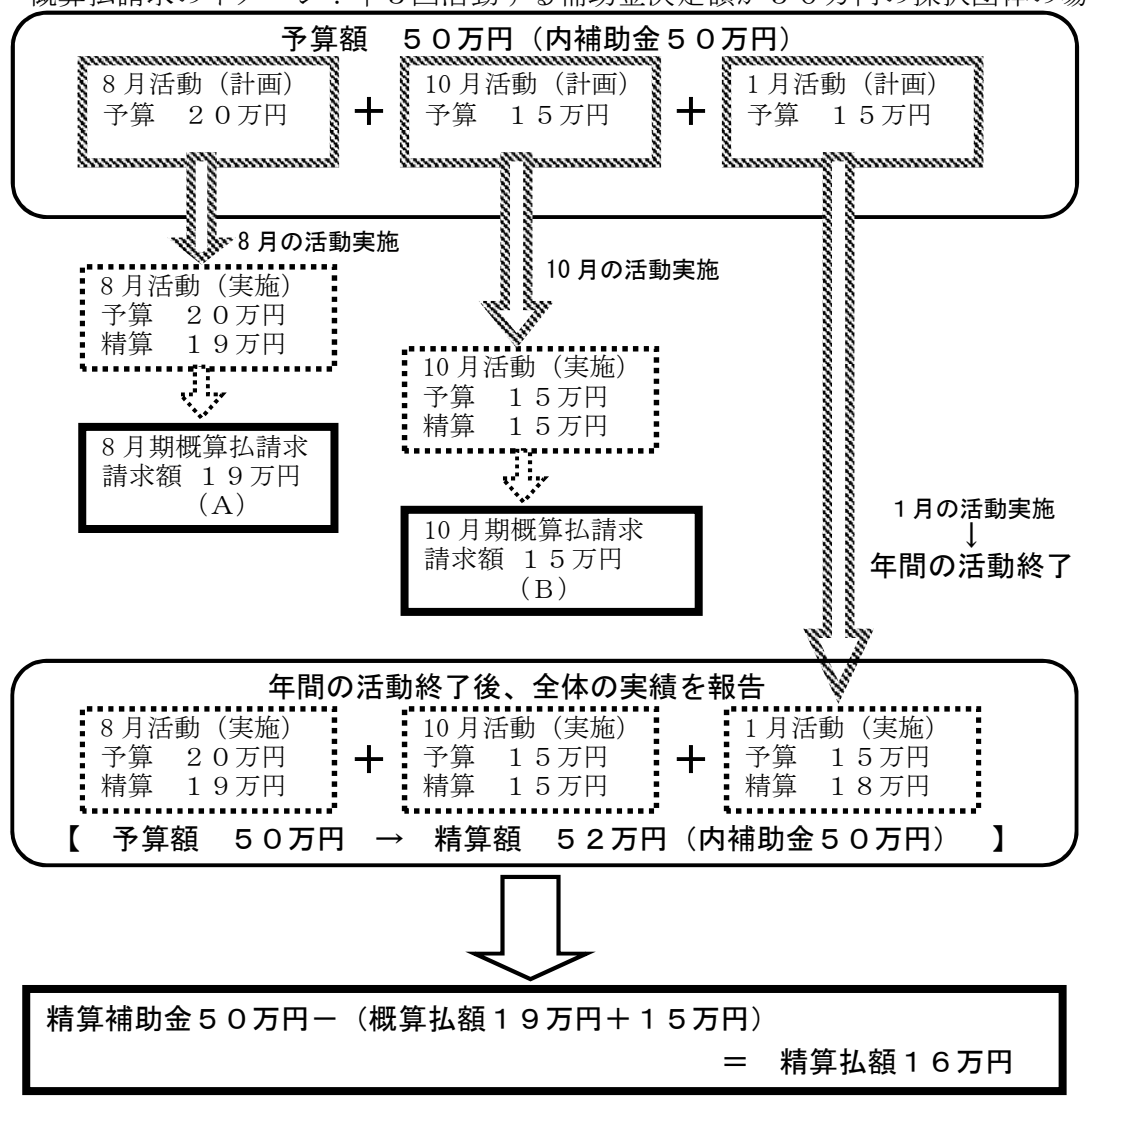 予算額　５０万円（内補助金５０万円）
８月活動（計画）
予算　２０万円
＋
10 月活動（計画）
予算　１５万円
＋
１月活動（計画）
予算　１５万円
８月の活動実施
10 月の活動実施
８月活動（実施）
予算　２０万円
精算　１９万円
10 月活動（実施）
予算　１５万円
精算　１５万円
８月期概算払請求
請求額 １９万円
（Ａ）
10 月期概算払請求
請求額 １５万円
（Ｂ）
１月の活動実施
↓
年間の活動終了
年間の活動終了後、全体の実績を報告
８月活動（実施）
予算　２０万円
精算　１９万円
＋
10 月活動（実施）
予算　１５万円
精算　１５万円
＋
１月活動（実施）
予算　１５万円
精算　１８万円
【　予算額　５０万円　→　精算額　５２万円（内補助金５０万円）　】
精算補助金５０万円－（概算払額１９万円＋１５万円）
＝　精算払額１６万円